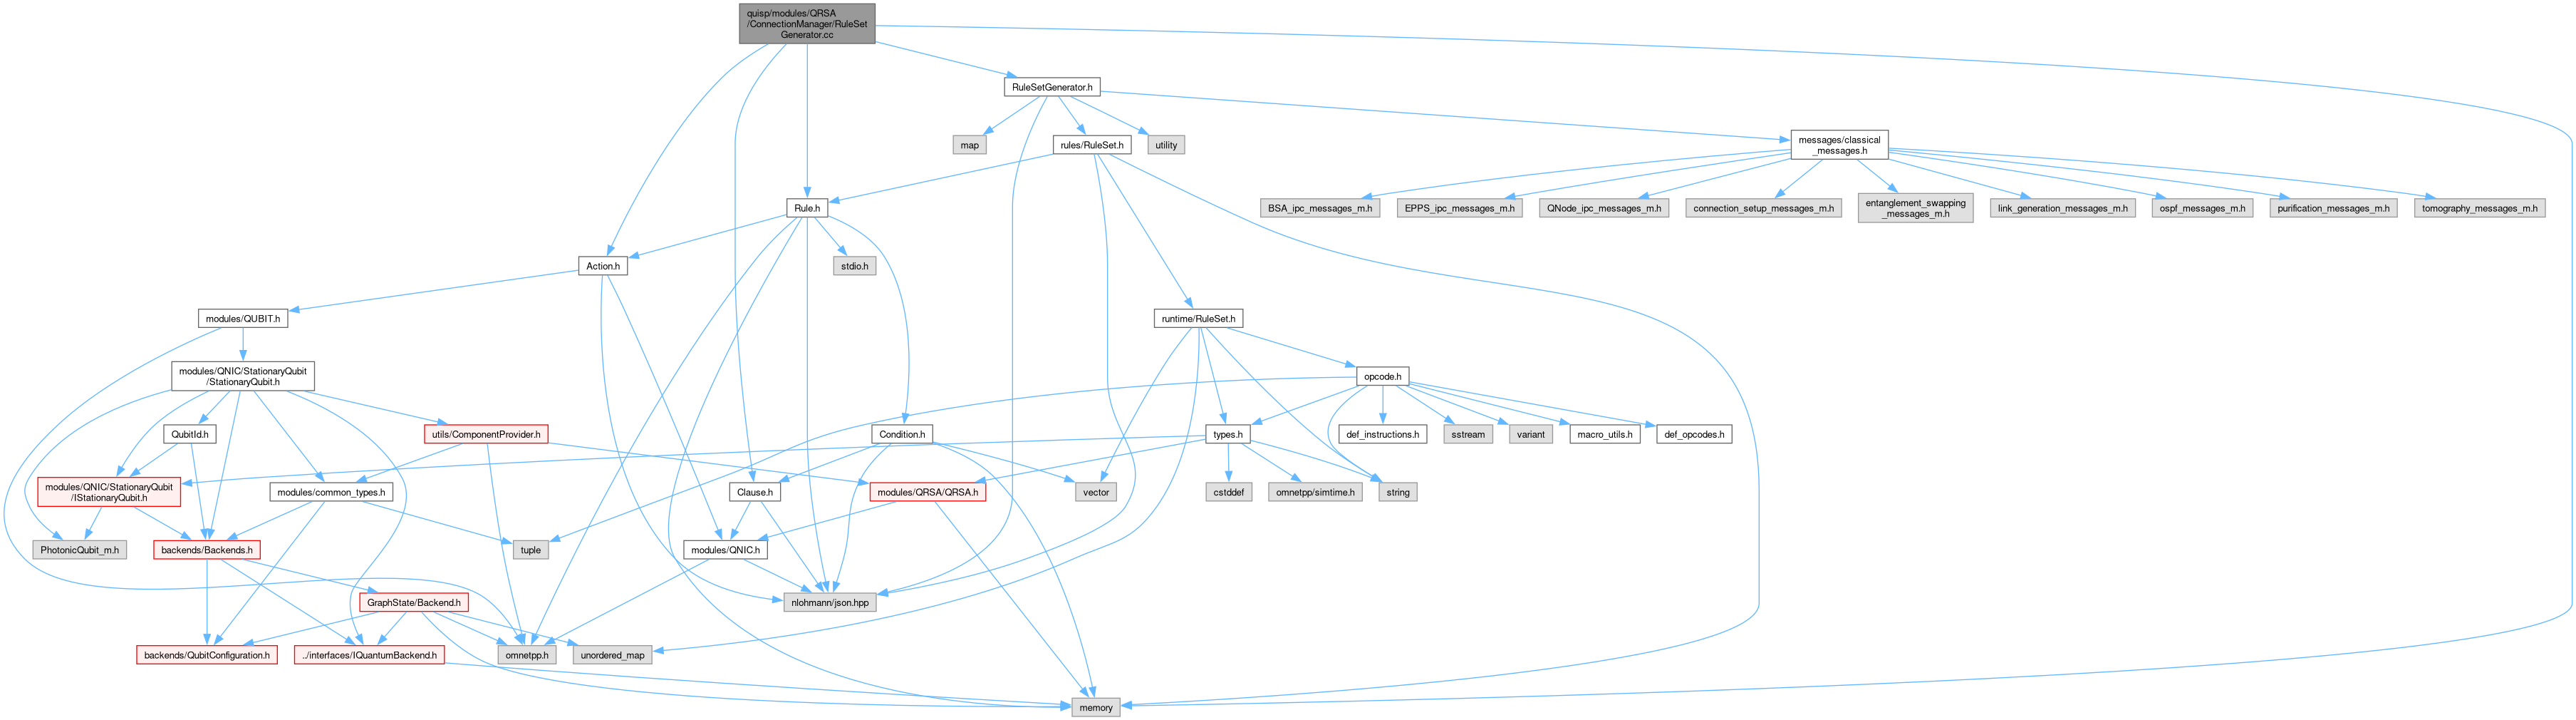 quisp/modules/QRSA
/ConnectionManager/RuleSet
Generator.cc
RuleSetGenerator.h
map
rules/RuleSet.h
utility
messages/classical
_messages.h
Rule.h
BSA_ipc_messages_m.h
EPPS_ipc_messages_m.h
QNode_ipc_messages_m.h
connection_setup_messages_m.h
entanglement_swapping
_messages_m.h
link_generation_messages_m.h
ospf_messages_m.h
purification_messages_m.h
tomography_messages_m.h
Action.h
stdio.h
modules/QUBIT.h
runtime/RuleSet.h
modules/QNIC/StationaryQubit
/StationaryQubit.h
opcode.h
QubitId.h
utils/ComponentProvider.h
Condition.h
types.h
def_instructions.h
sstream
variant
macro_utils.h
def_opcodes.h
modules/QNIC/StationaryQubit
/IStationaryQubit.h
modules/common_types.h
Clause.h
modules/QRSA/QRSA.h
vector
cstddef
omnetpp/simtime.h
string
PhotonicQubit_m.h
backends/Backends.h
tuple
modules/QNIC.h
GraphState/Backend.h
nlohmann/json.hpp
backends/QubitConfiguration.h
../interfaces/IQuantumBackend.h
omnetpp.h
unordered_map
memory